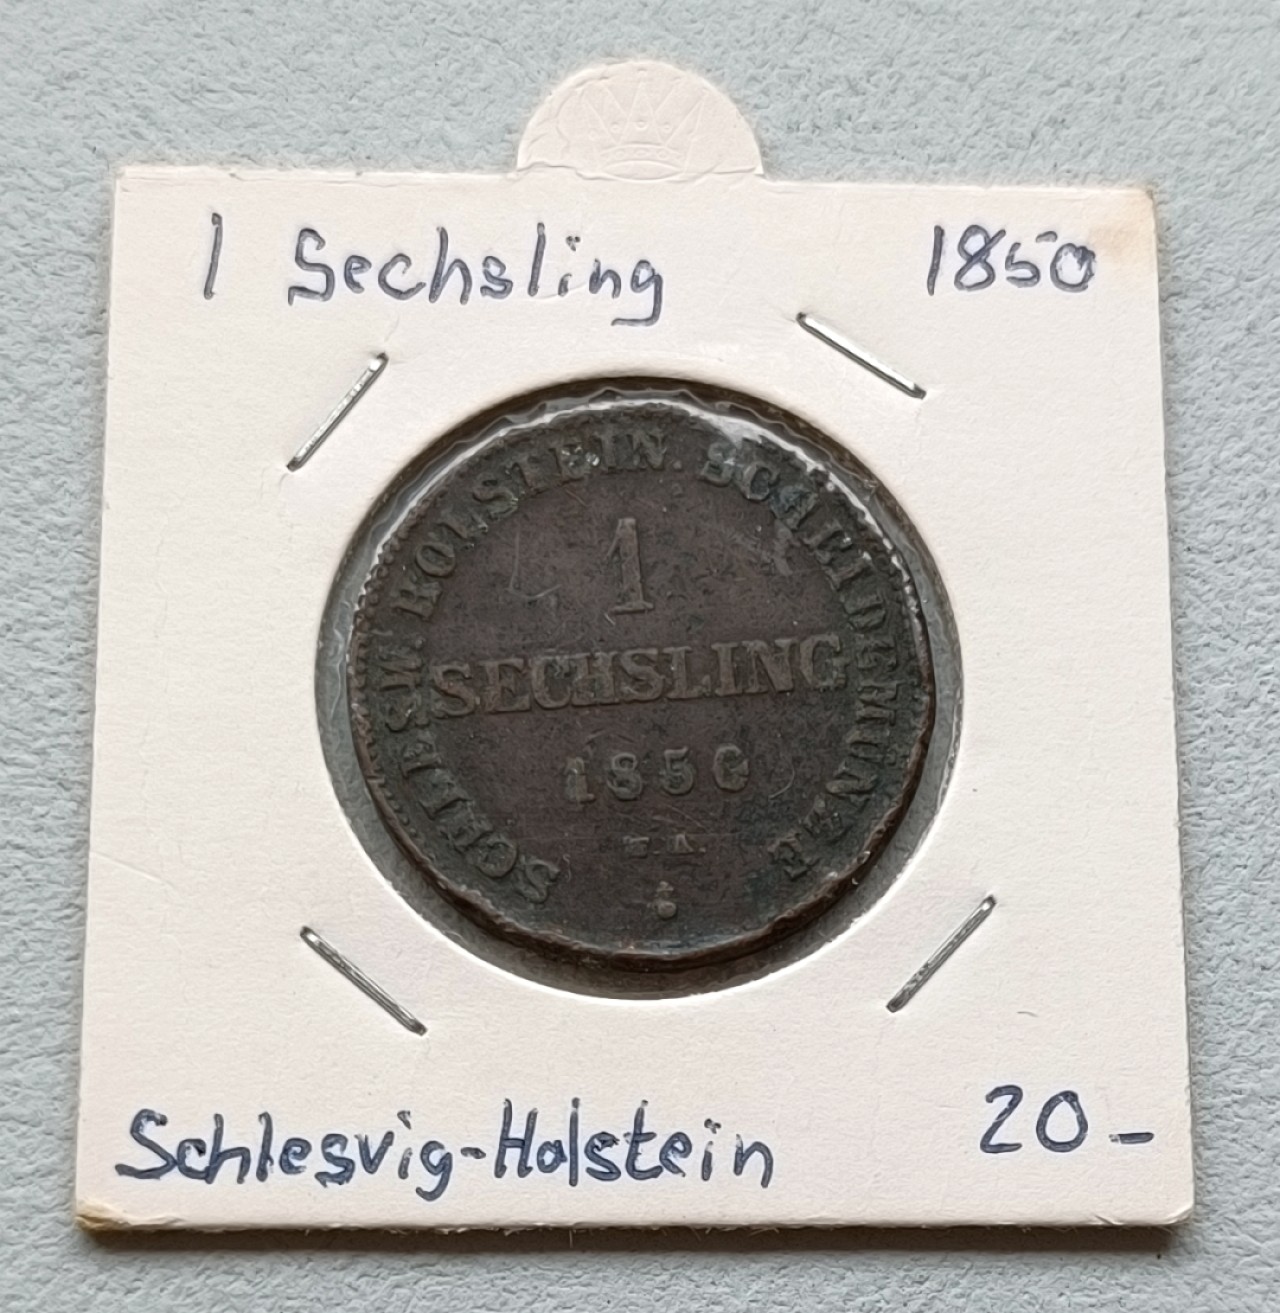 1 Sechsling 1850
SCHLESW. HOLSTEIN. SCHEIDEMÜNZE
1
SECHSLING
1850
T.A.
Schlesvig-Holstein 20-